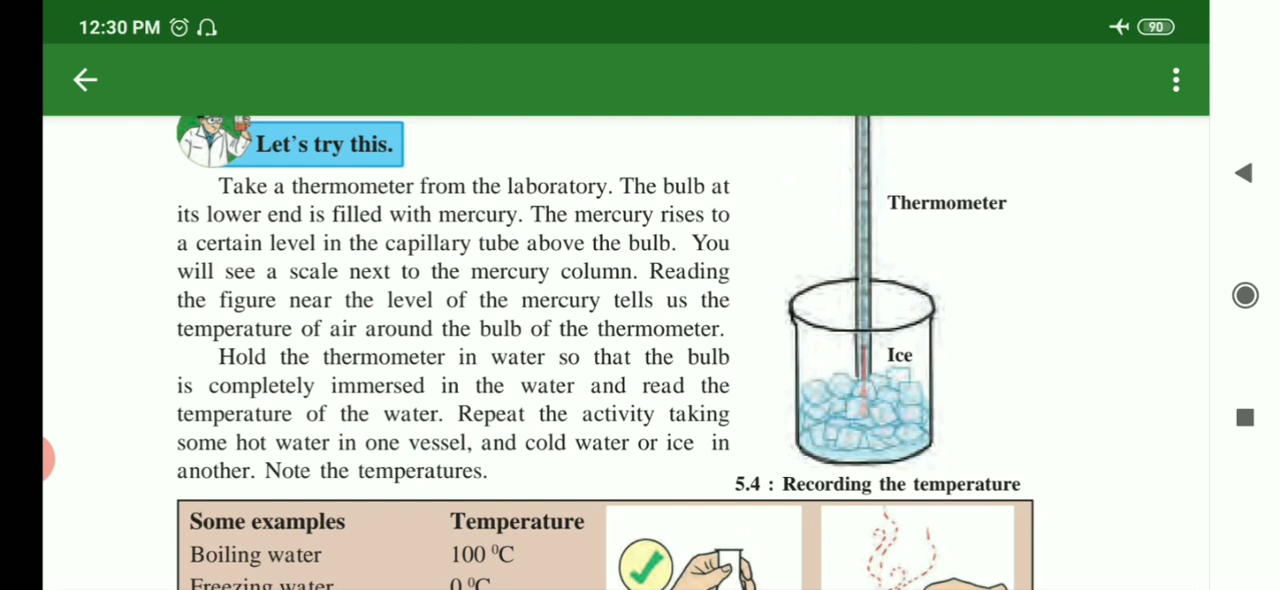 12:30 PM
90
Let's try this.
Take a thermometer from the laboratory. The bulb at
its lower end is filled with mercury. The mercury rises to
a certain level in the capillary tube above the bulb. You
will see a scale next to the mercury column. Reading
the figure near the level of the mercury tells us the
temperature of air around the bulb of the thermometer.
Hold the thermometer in water so that the bulb
is completely immersed in the water and read the
temperature of the water. Repeat the activity taking
some hot water in one vessel, and cold water or ice in
another. Note the temperatures.
Thermometer
Ice
5.4 : Recording the temperature
Some examples Temperature
Boiling water 100 ⁰C
Freezing water 0 ⁰C